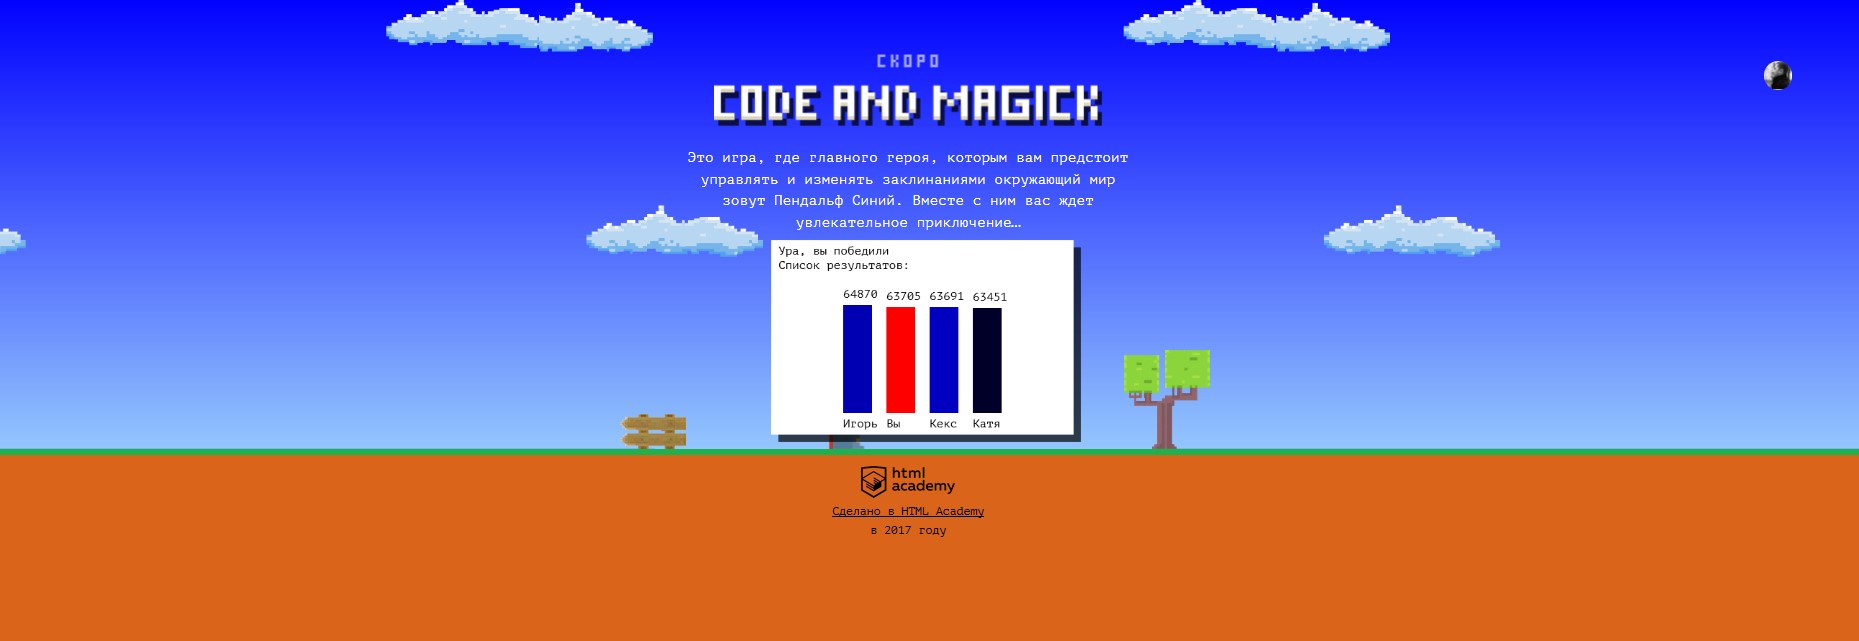 СКОРО
CODE AND MAGICK
Это игра, где главного героя, которым вам предстоит
управлять и изменять заклинаниями окружающий мир
зовут Пендальф Синий. Вместе с ним вас ждет
увлекательное приключение…
Ура, вы победили
Список результатов:
64870 63705 63691 63451
Игорь Вы Кекс Катя
html
academy
Сделано в HTML Academy
в 2017 году